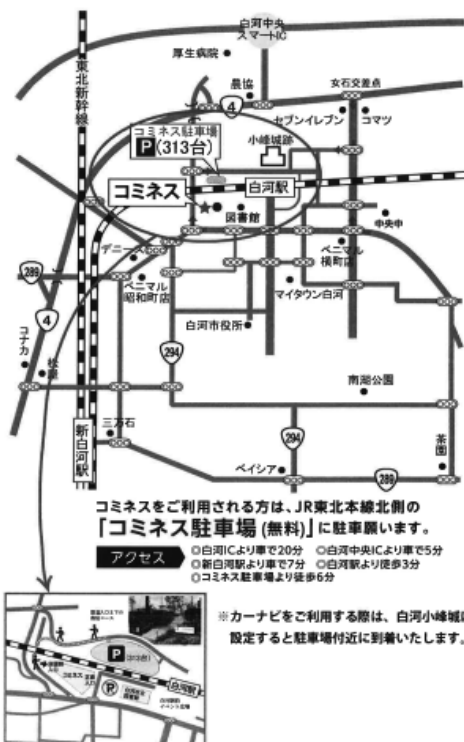 白河中央
スマートIC
厚生病院
東北新幹線
農協
女石交差点
4
セブンイレブン
コマツ
コミネス駐車場
P(313台)
小峰城跡
コミネス
白河駅
図書館
中央中
デニーズ
ベニマル
横町店
289
ベニマル
昭和町店
マイタウン白河
4
白河市役所
コナカ
294
南湖公園
新白河駅
三万石
294
茶園
ベイシア
289
コミネスをご利用される方は、JR東北本線北側の
「コミネス駐車場(無料)」に駐車願います。
アクセス
◎白河ICより車で20分 ◎白河中央ICより車で5分
◎新白河駅より車で7分 ◎白河駅より徒歩3分
◎コミネス駐車場より徒歩6分
P
(313台)
コミネス
白河駅
P
※カーナビをご利用する際は、白河小峰城に
設定すると駐車場付近に到着いたします。